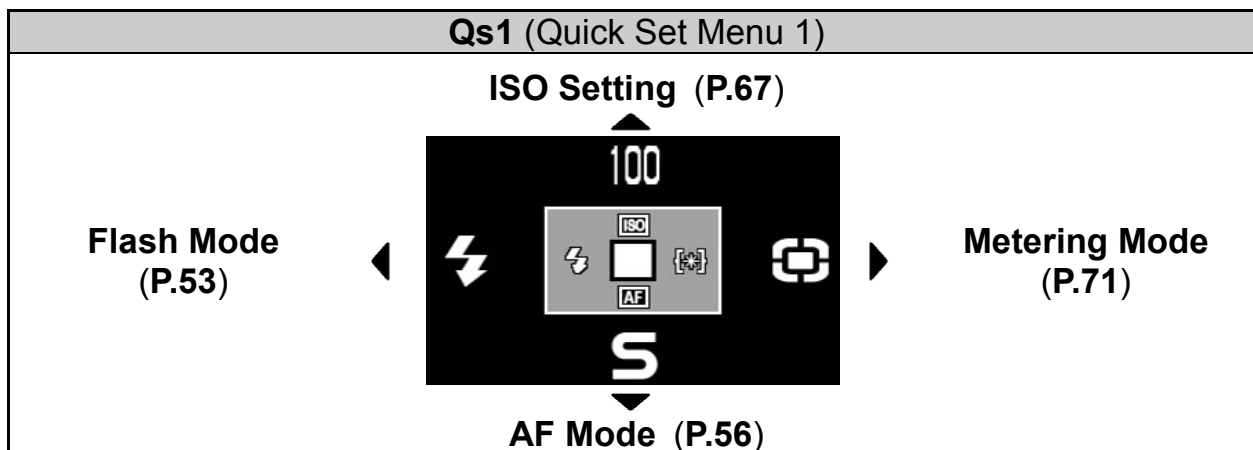 Qs1 (Quick Set Menu 1)
ISO Setting (P.67)
100
ISO
Flash Mode
(P.53)
Metering Mode
(P.71)
AF
S
AF Mode (P.56)